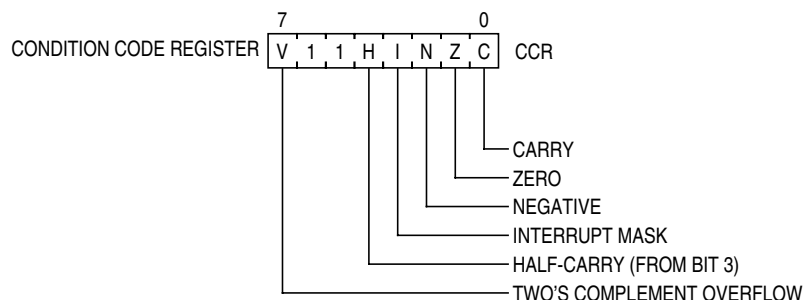 7 0
CONDITION CODE REGISTER V 1 1 H I N Z C CCR
CARRY
ZERO
NEGATIVE
INTERRUPT MASK
HALF-CARRY (FROM BIT 3)
TWO'S COMPLEMENT OVERFLOW